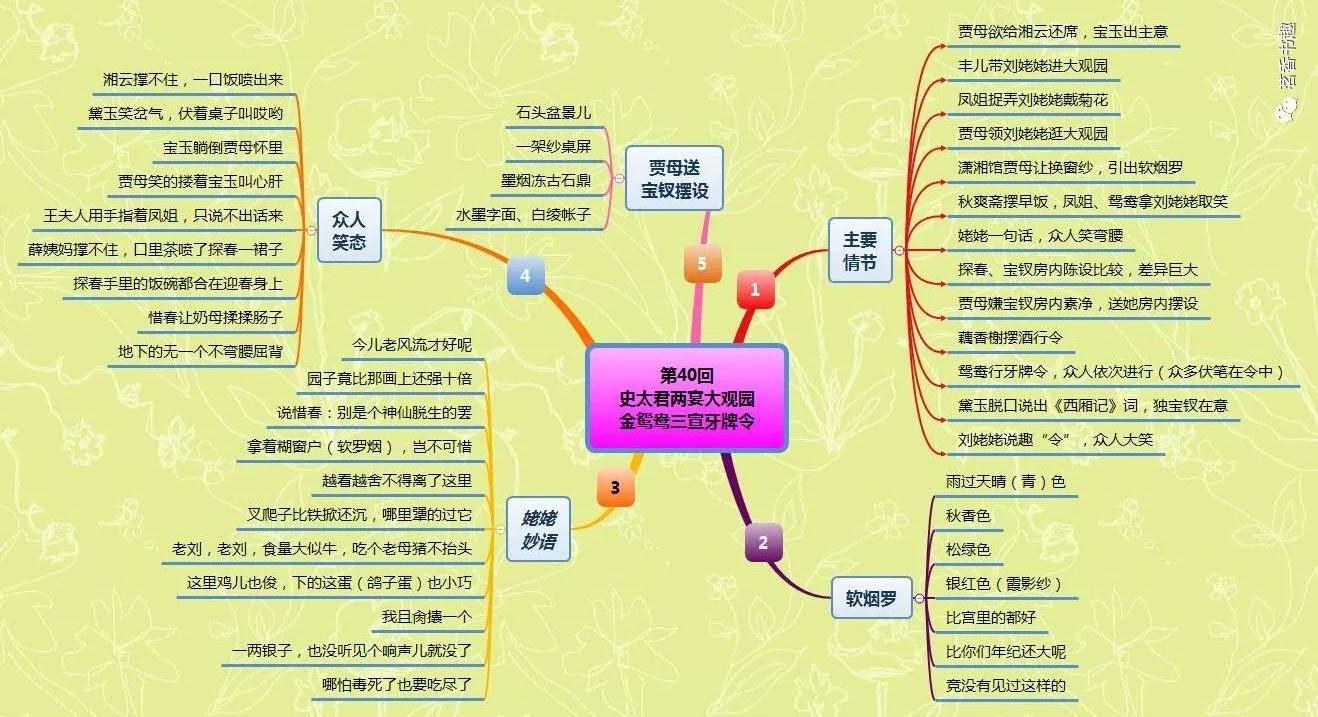 第40回
史太君两宴大观园
金鸳鸯三宣牙牌令
1
主要
情节
贾母欲给湘云还席，宝玉出主意
丰儿带刘姥姥进大观园
凤姐捉弄刘姥姥戴菊花
贾母领刘姥姥逛大观园
潇湘馆贾母让换窗纱，引出软烟罗
秋爽斋摆早饭，凤姐、鸳鸯拿刘姥姥取笑
姥姥一句话，众人笑弯腰
探春、宝钗房内陈设比较，差异巨大
贾母嫌宝钗房内素净，送她房内摆设
藕香榭摆酒行令
鸳鸯行牙牌令，众人依次进行（众多伏笔在令中）
黛玉脱口说出《西厢记》词，独宝钗在意
刘姥姥说趣“令”，众人大笑
2
软烟罗
雨过天晴（青）色
秋香色
松绿色
银红色（霞影纱）
比宫里的都好
比你们年纪还大呢
竟没有见过这样的
3
姥姥
妙语
今儿老风流才好呢
园子竟比那画上还强十倍
说惜春：别是个神仙脱生的罢
拿着糊窗户（软罗烟），岂不可惜
越看越舍不得离了这里
叉爬子比铁掀还沉，哪里犟的过它
老刘，老刘，食量大似牛，吃个老母猪不抬头
这里鸡儿也俊，下的这蛋（鸽子蛋）也小巧
我且肏攮一个
一两银子，也没听见个响声儿就没了
哪怕毒死了也要吃尽了
4
众人
笑态
湘云撑不住，一口饭喷出来
黛玉笑岔气，伏着桌子叫哎哟
宝玉躺倒贾母怀里
贾母笑的搂着宝玉叫心肝
王夫人用手指着凤姐，只说不出话来
薛姨妈撑不住，口里茶喷了探春一裙子
探春手里的饭碗都合在迎春身上
惜春让奶母揉揉肠子
地下的无一个不弯腰屈背
5
贾母送
宝钗摆设
石头盆景儿
一架纱桌屏
墨烟冻古石鼎
水墨字面、白绫帐子
茗香书趣